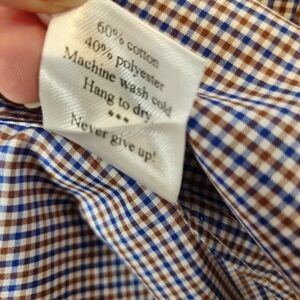 60% cotton
40% polyester
Machine wash cold
Hang to dry
***
Never give up!